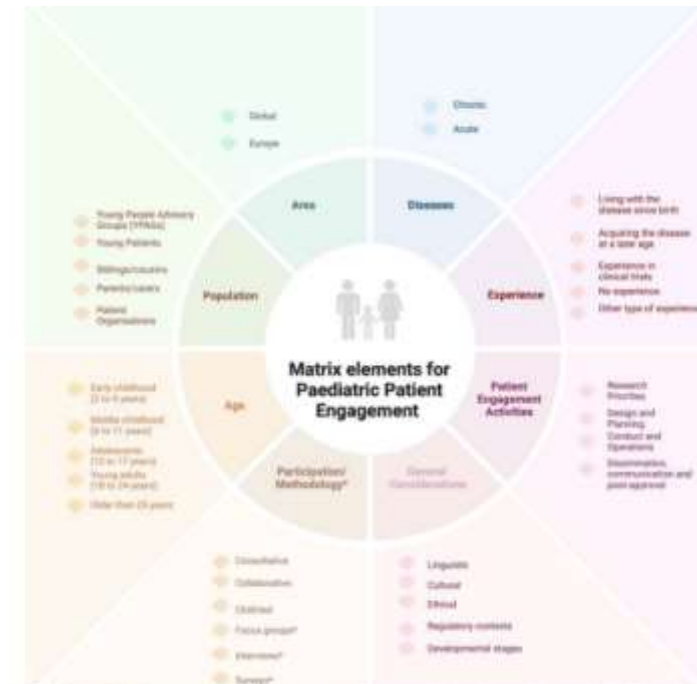 Global
Europe
Area
Chronic
Acute
Diseases
Living with the
disease since birth
Acquiring the disease
at a later age
Experience in
clinical trials
No experience
Other type of experience
Experience
Young People Advisory
Groups (YPAGs)
Young Patients
Siblings/cousins
Parents/carers
Patient
Organisations
Population
Matrix elements for
Paediatric Patient
Engagement
Age
Early childhood
Middle childhood
(6 to 11 years)
Adolescence
(12 to 17 years)
Young adults
(18 to 24 years)
Older than 25 years
Patient
Engagement
Activities
Research
Priorities
Design and
Planning
Conduct and
Operations
Dissemination,
communication and
post-approval
Participation/
Methodology*
General
Considerations
Consultative
Collaborative
Focus groups*
Interviews*
Surveys*
Linguistic
Cultural
Ethical
Regulatory contexts
Developmental stages